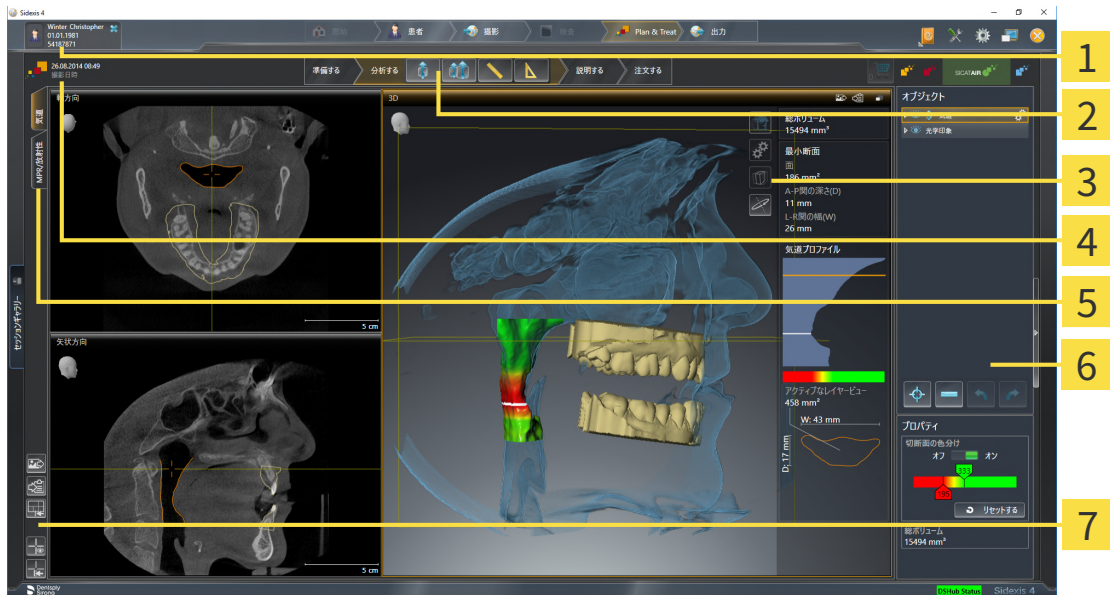 Sidexis 4
Winter Christopher
01.01.1981
54187871
患者
撮影
Plan & Treat
出力
26.08.2014 08:49
撮影日時
準備する
分析する
説明する
注文する
SICAT AIR
気道
MPR/放射性
セッションギャラリー
軸方向
5 cm
矢状方向
5 cm
3D
総ボリューム
15494 mm³
最小断面
面
186 mm²
A-P関の深さ(D)
11 mm
L-R関の幅(W)
26 mm
気道プロファイル
アクティブなレイヤービュー
458 mm²
W: 43 mm
D: 17 mm
オブジェクト
気道
光学印象
プロパティ
切断面の色分け
オフ
オン
333
195
リセットする
総ボリューム
15494 mm³
Dentsply
Sirona
DSHub Status
Sidexis 4
1
2
3
4
5
6
7